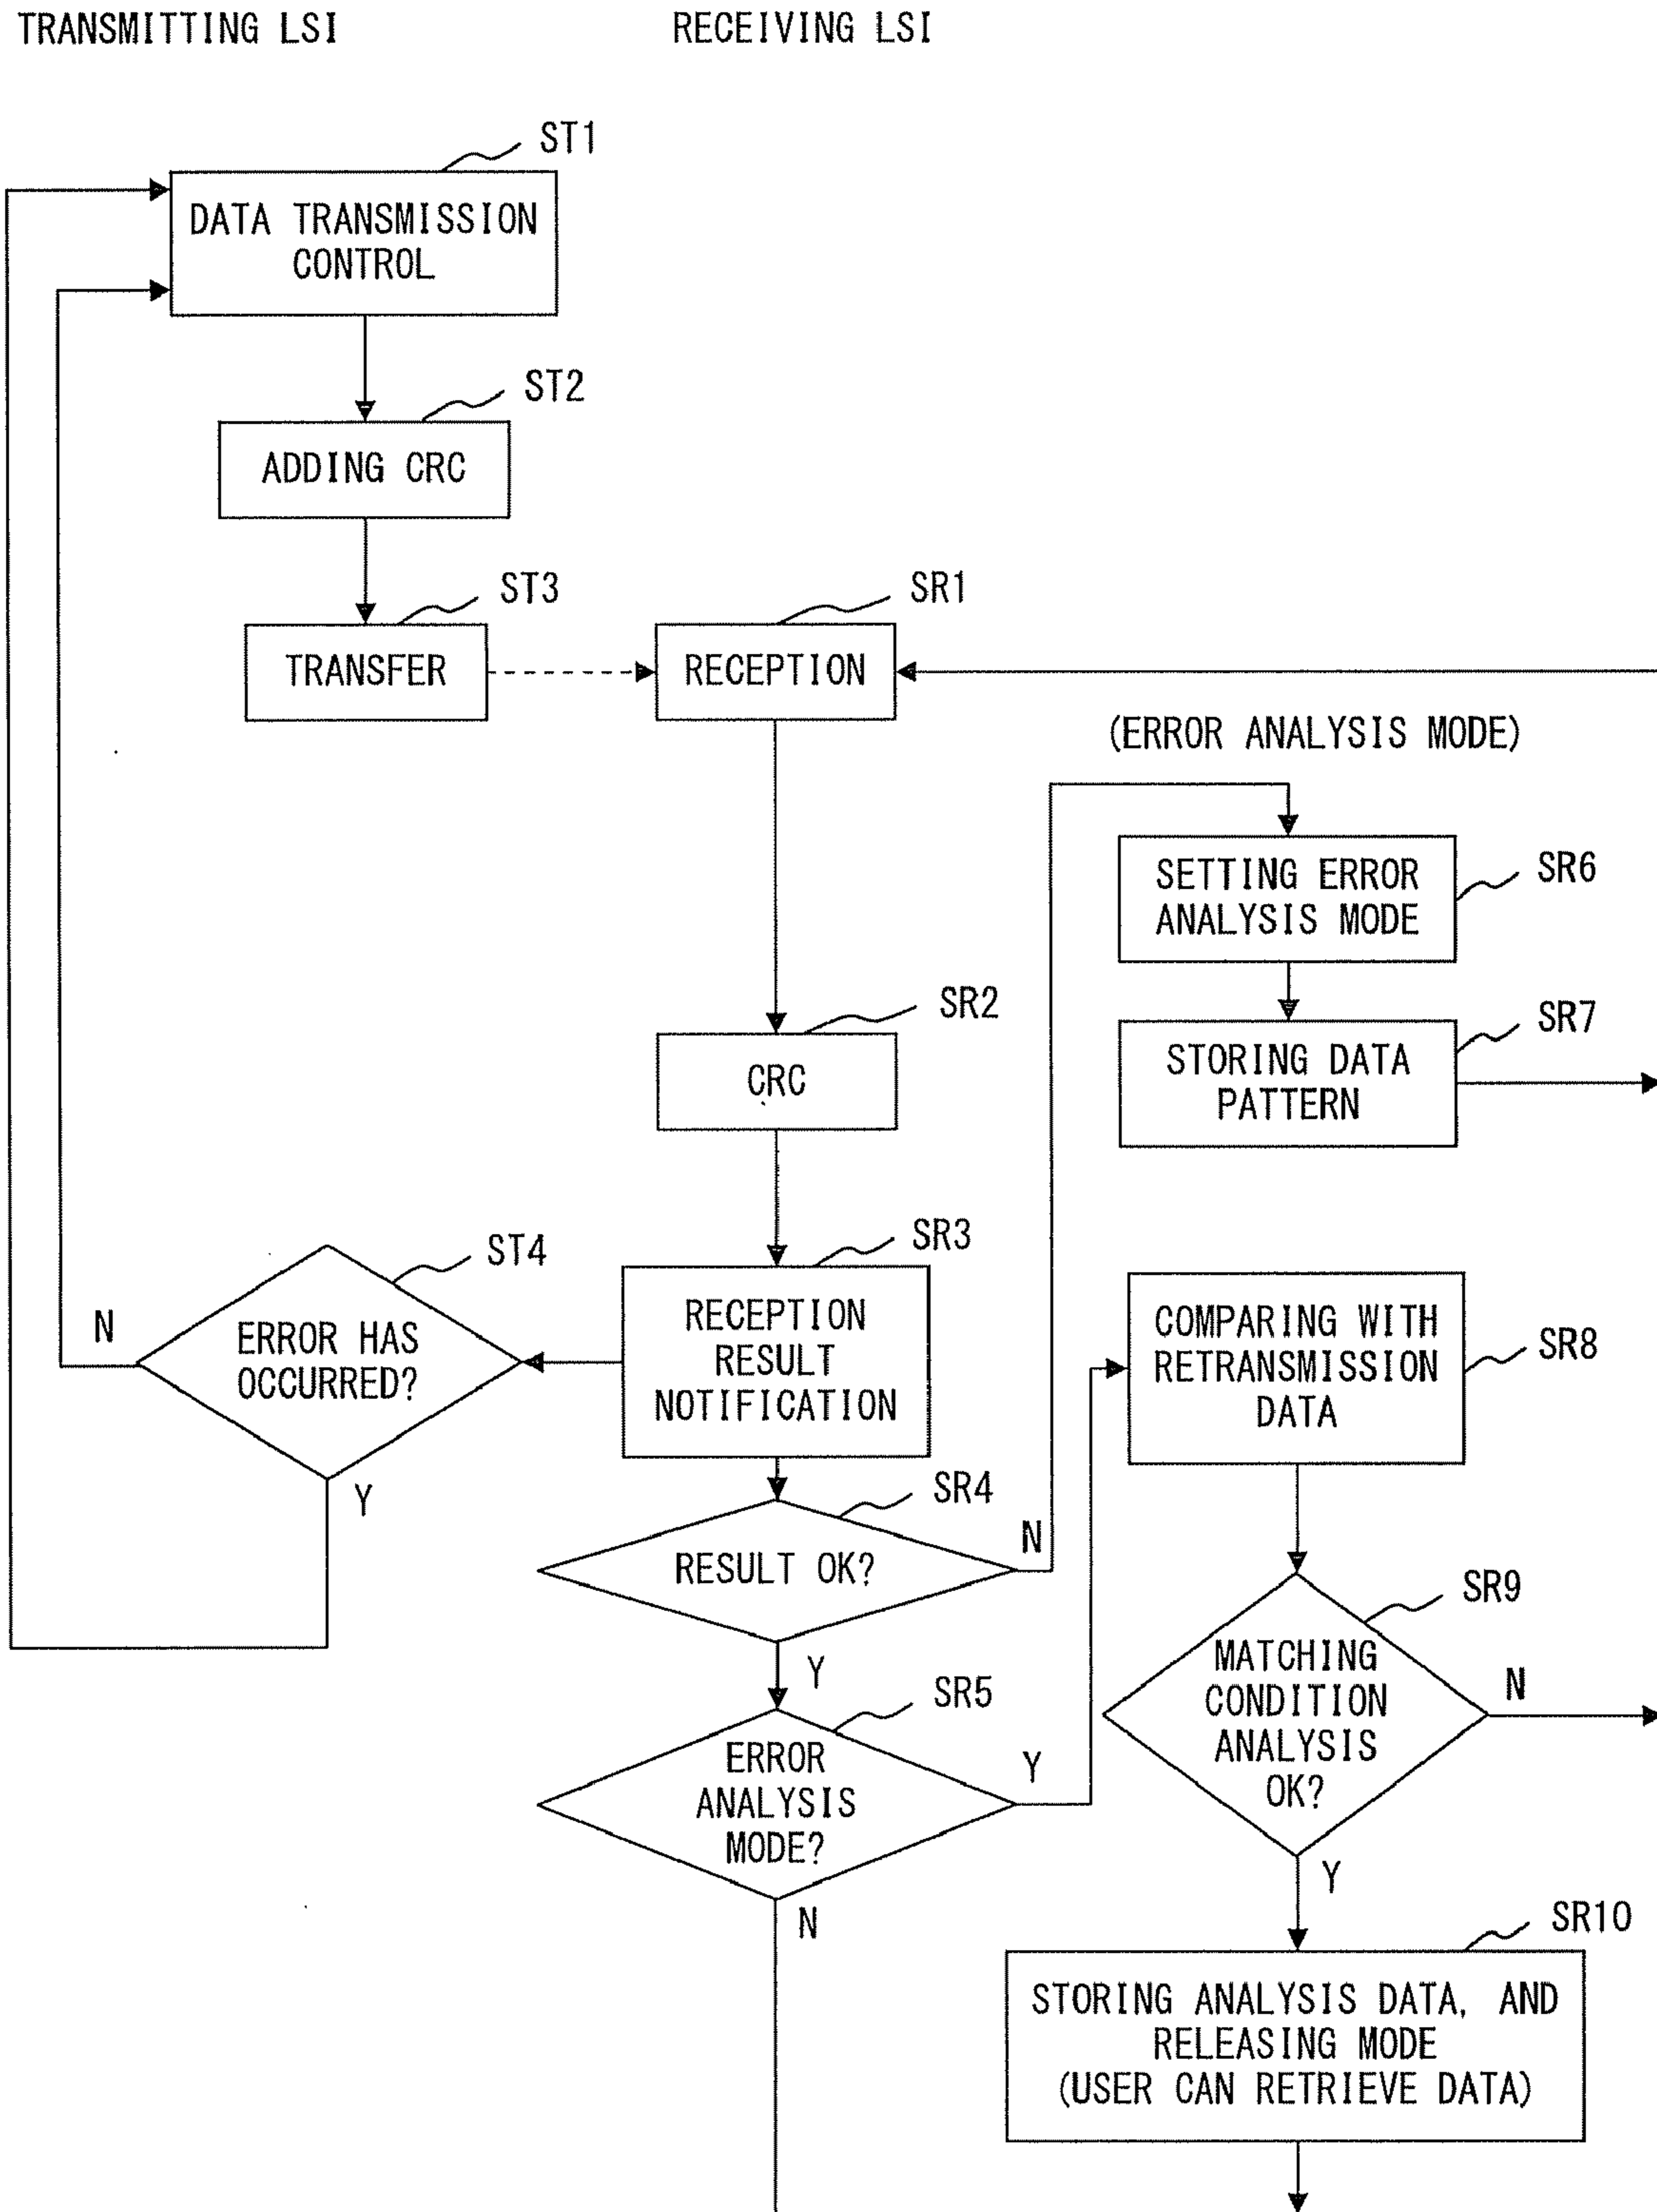 TRANSMITTING LSI
RECEIVING LSI
ST1
DATA TRANSMISSION
CONTROL
ST2
ADDING CRC
ST3
TRANSFER
SR1
RECEPTION
(ERROR ANALYSIS MODE)
SETTING ERROR
ANALYSIS MODE
SR6
SR2
CRC
STORING DATA
PATTERN
SR7
ST4
ERROR HAS
OCCURRED?
N
Y
SR3
RECEPTION
RESULT
NOTIFICATION
COMPARING WITH
RETRANSMISSION
DATA
SR8
SR4
RESULT OK?
N
Y
SR5
ERROR
ANALYSIS
MODE?
Y
N
SR9
MATCHING
CONDITION
ANALYSIS
OK?
N
Y
SR10
STORING ANALYSIS DATA, AND
RELEASING MODE
(USER CAN RETRIEVE DATA)